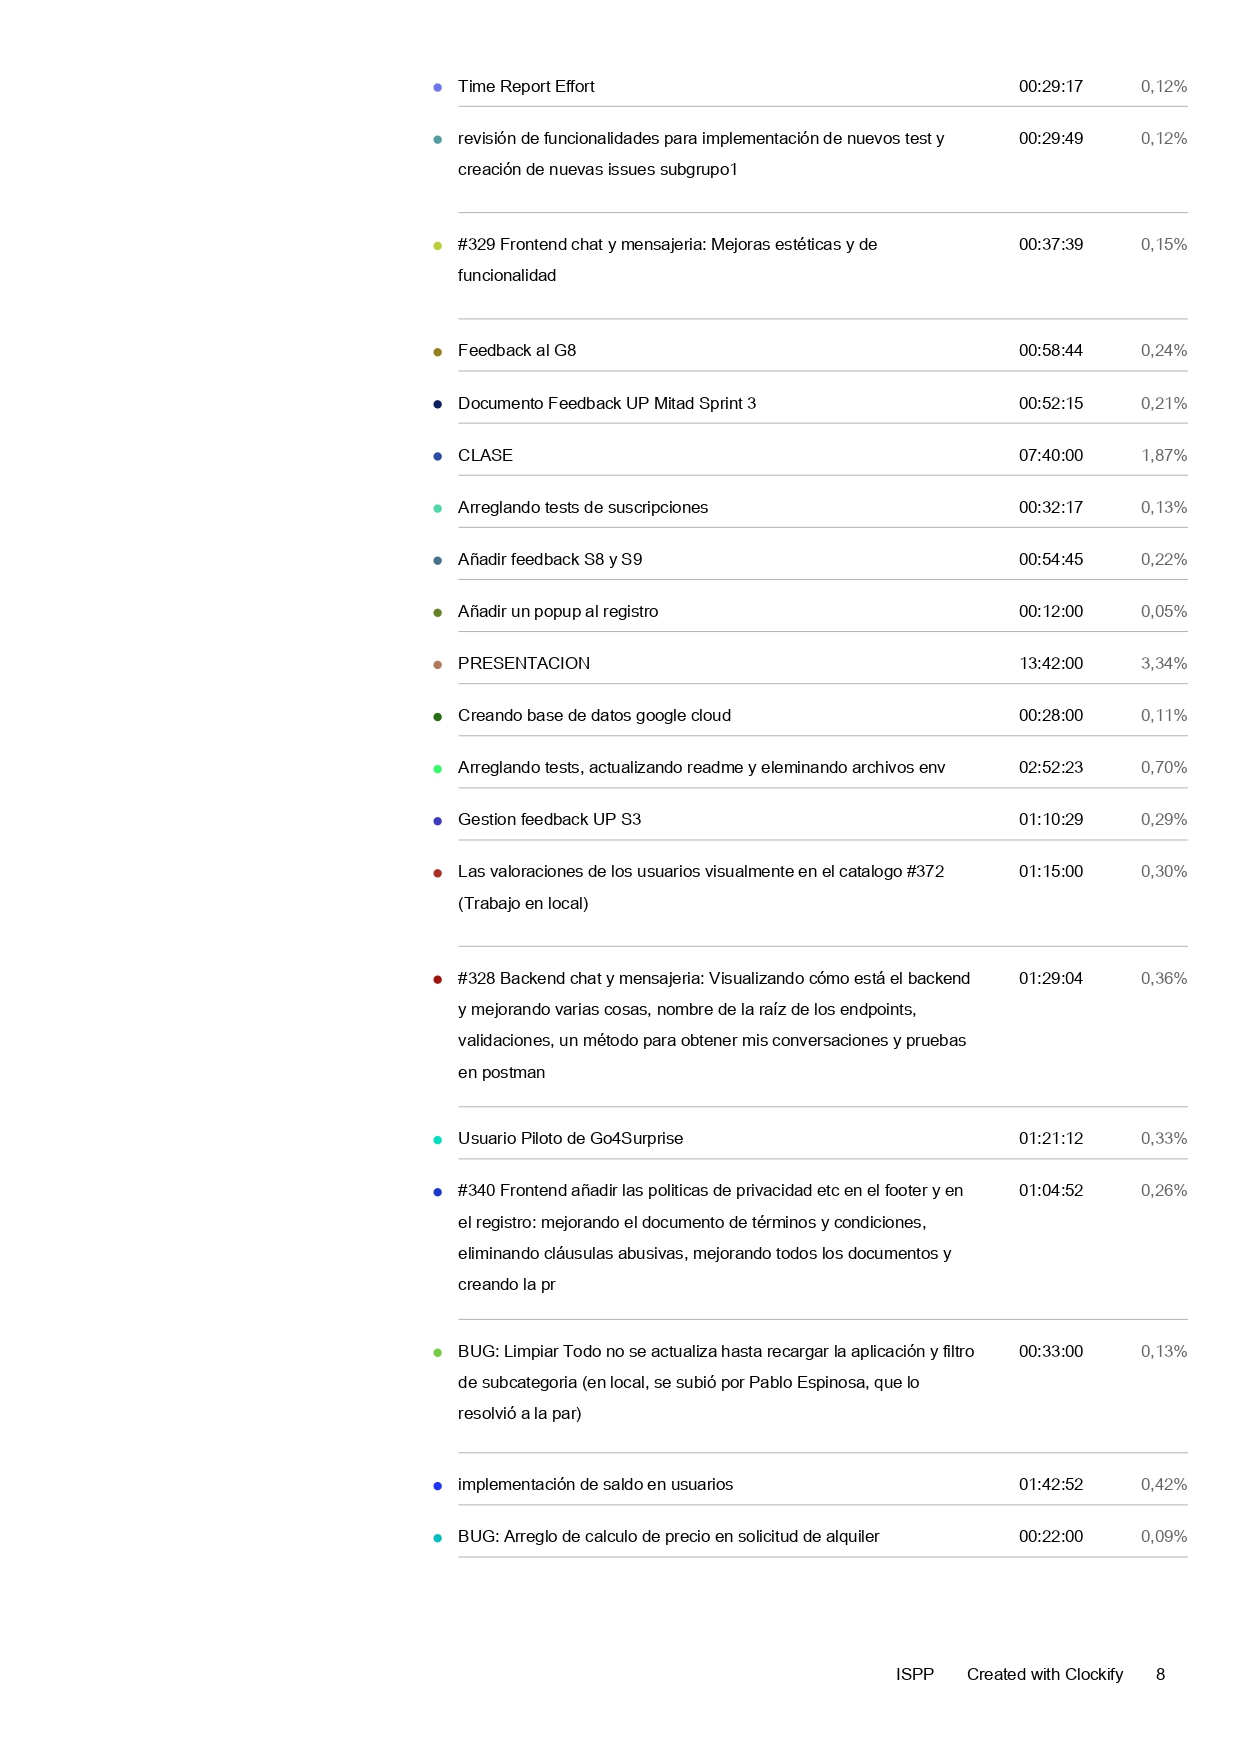 Time Report Effort 00:29:17 0,12%
revisión de funcionalidades para implementación de nuevos test y 00:29:49 0,12%
creación de nuevas issues subgrupo1
#329 Frontend chat y mensajeria: Mejoras estéticas y de 00:37:39 0,15%
funcionalidad
Feedback al G8 00:58:44 0,24%
Documento Feedback UP Mitad Sprint 3 00:52:15 0,21%
CLASE 07:40:00 1,87%
Arreglando tests de suscripciones 00:32:17 0,13%
Añadir feedback S8 y S9 00:54:45 0,22%
Añadir un popup al registro 00:12:00 0,05%
PRESENTACION 13:42:00 3,34%
Creando base de datos google cloud 00:28:00 0,11%
Arreglando tests, actualizando readme y eleminando archivos env 02:52:23 0,70%
Gestion feedback UP S3 01:10:29 0,29%
Las valoraciones de los usuarios visualmente en el catalogo #372 01:15:00 0,30%
(Trabajo en local)
#328 Backend chat y mensajeria: Visualizando cómo está el backend 01:29:04 0,36%
y mejorando varias cosas, nombre de la raíz de los endpoints,
validaciones, un método para obtener mis conversaciones y pruebas
en postman
Usuario Piloto de Go4Surprise 01:21:12 0,33%
#340 Frontend añadir las politicas de privacidad etc en el footer y en 01:04:52 0,26%
el registro: mejorando el documento de términos y condiciones,
eliminando cláusulas abusivas, mejorando todos los documentos y
creando la pr
BUG: Limpiar Todo no se actualiza hasta recargar la aplicación y filtro 00:33:00 0,13%
de subcategoria (en local, se subió por Pablo Espinosa, que lo
resolvió a la par)
implementación de saldo en usuarios 01:42:52 0,42%
BUG: Arreglo de calculo de precio en solicitud de alquiler 00:22:00 0,09%
ISPP Created with Clockify 8